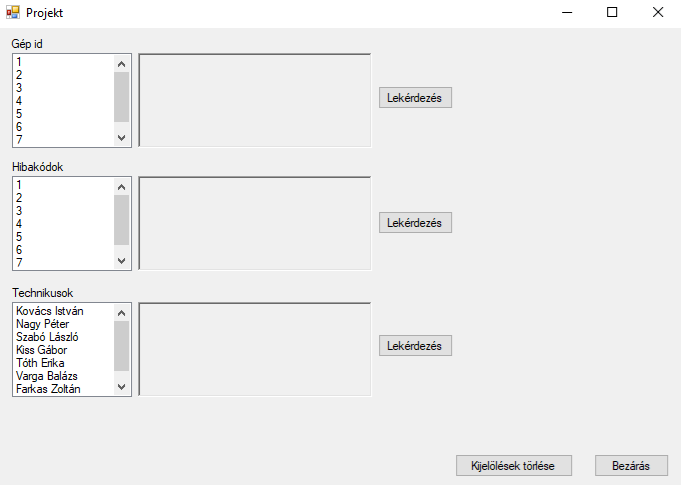 Projekt
Gép id
1
2
3
4
5
6
7
Lekérdezés
Hibakódok
1
2
3
4
5
6
7
Lekérdezés
Technikusok
Kovács István
Nagy Péter
Szabó László
Kiss Gábor
Tóth Erika
Varga Balázs
Farkas Zoltán
Lekérdezés
Kijelölések törlése
Bezárás